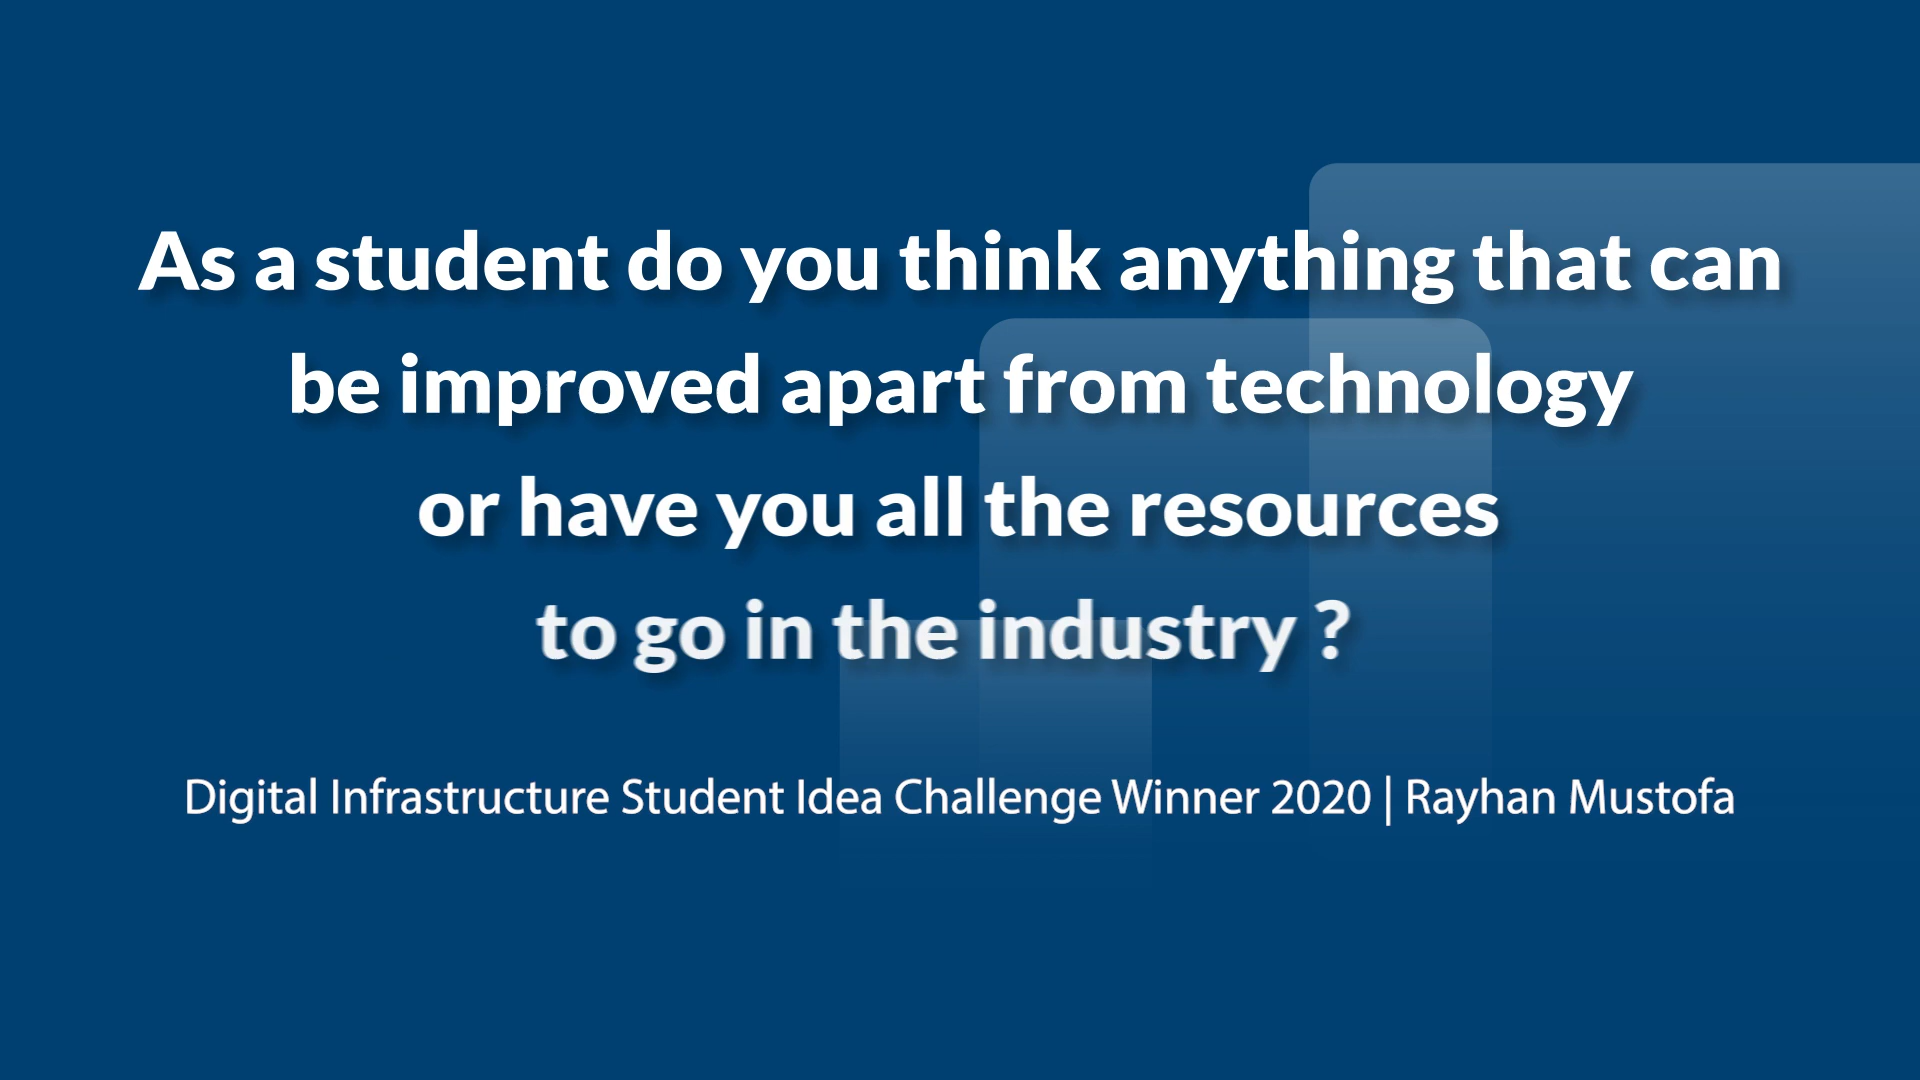 As a student do you think anything that can
be improved apart from technology
or have you all the resources
to go in the industry ?
Digital Infrastructure Student Idea Challenge Winner 2020 | Rayhan Mustofa